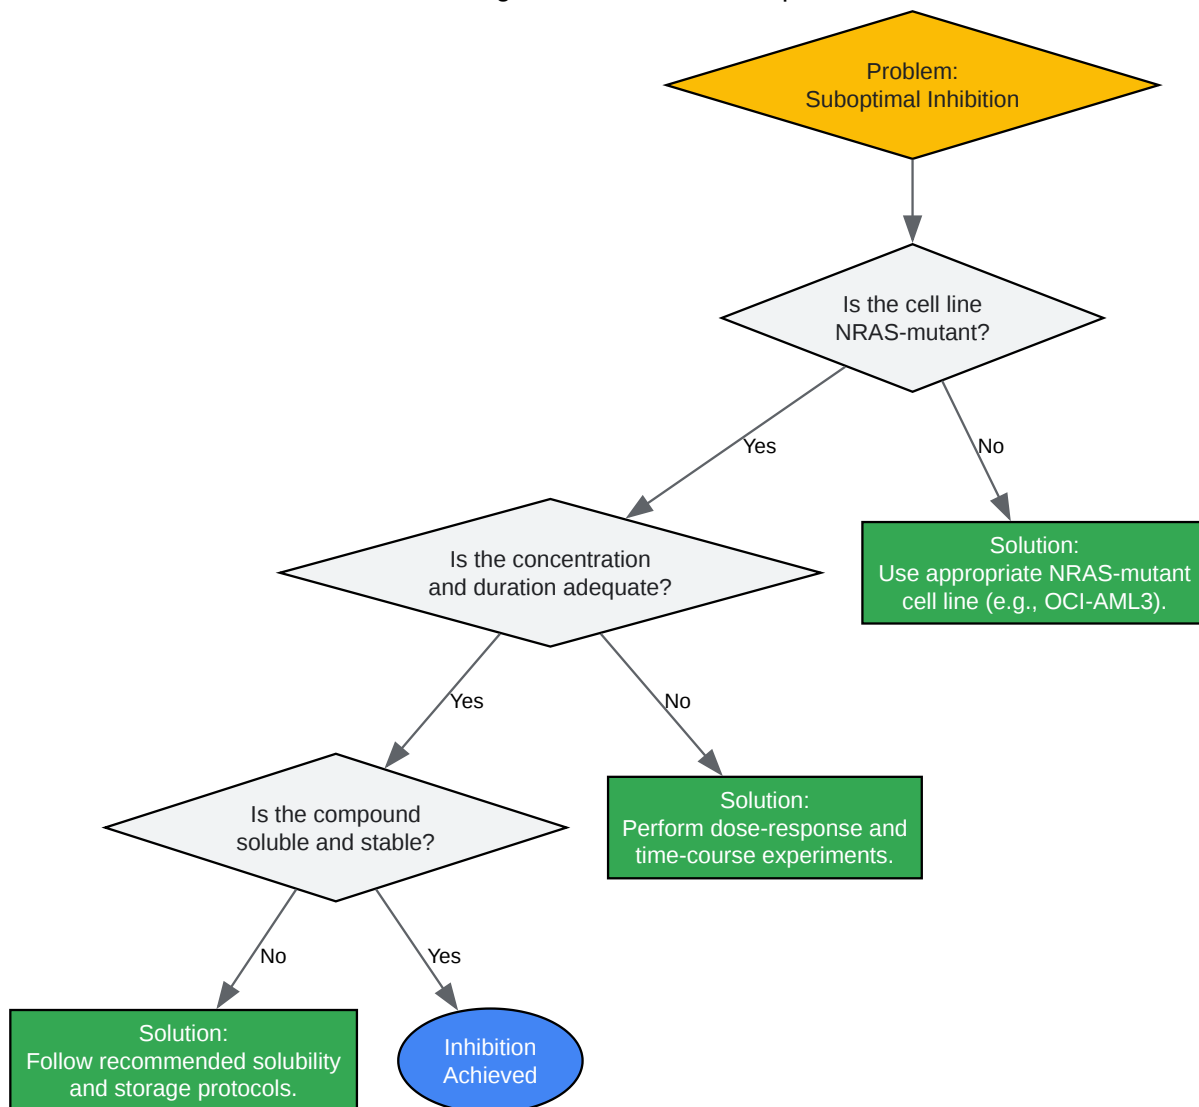 Problem:
Suboptimal Inhibition
Is the cell line
NRAS-mutant?
Yes
No
Is the concentration
and duration adequate?
Solution:
Use appropriate NRAS-mutant
cell line (e.g., OCI-AML3).
Yes
No
Is the compound
soluble and stable?
Solution:
Perform dose-response and
time-course experiments.
No
Yes
Solution:
Follow recommended solubility
and storage protocols.
Inhibition
Achieved